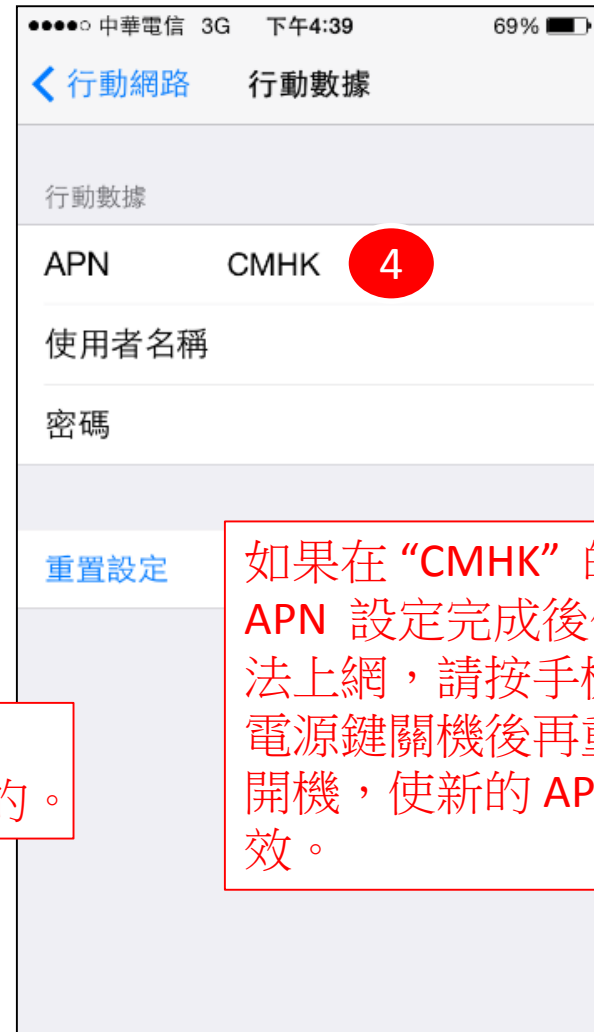 中華電信 3G 下午4:39 69%
行動網路 行動數據
行動數據
APN CMHK 4
使用者名稱
密碼
重置設定
如果在 “CMHK”
APN 設定完成後
法上網，請按手機
電源鍵關機後再
開機，使新的 AP
效。
。